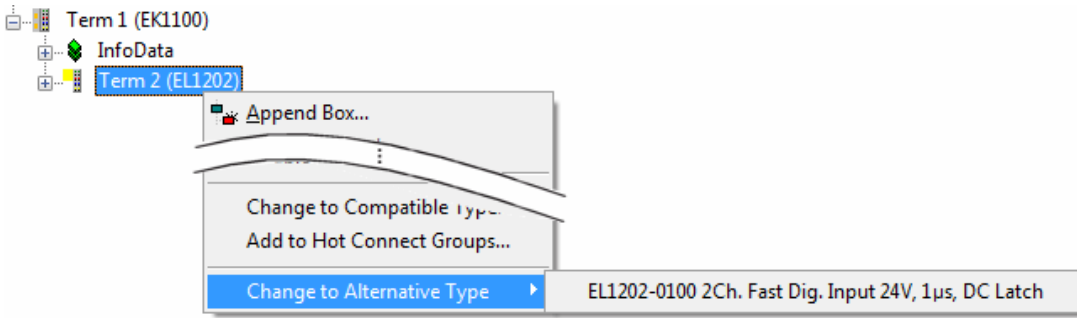 Term 1 (EK1100)
InfoData
Term 2 (EL1202)
Append Box...
Change to Compatible Type
Add to Hot Connect Groups...
Change to Alternative Type
EL1202-0100 2Ch. Fast Dig. Input 24V, 1µs, DC Latch